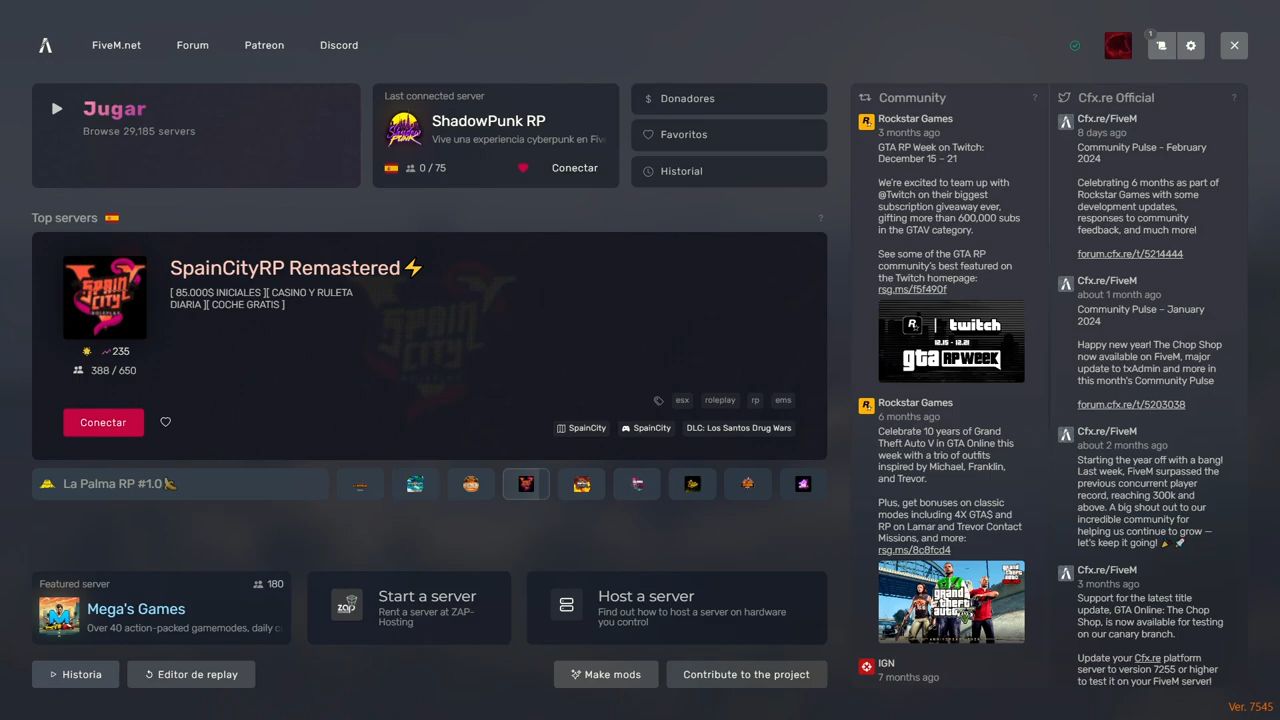 FiveM.net
Forum
Patreon
Discord
1
Jugar
Browse 29,185 servers
Last connected server
ShadowPunk RP
Vive una experiencia cyberpunk en Five
0 / 75
Conectar
Donadores
Favoritos
Historial
Top servers
?
SpainCityRP Remastered⚡
[ 85.000$ INICIALES ][ CASINO Y RULETA
DIARIA ][ COCHE GRATIS ]
SPAIN
CITY
ROLEPLAY
235
388 / 650
Conectar
esx
roleplay
rp
ems
SpainCity
SpainCity
DLC: Los Santos Drug Wars
La Palma RP #1.0
Featured server
180
Mega's Games
Over 40 action-packed gamemodes, daily c
ZAP
Start a server
Rent a server at ZAP-
Hosting
Host a server
Find out how to host a server on hardware
you control
Historia
Editor de replay
Make mods
Contribute to the project
Community
?
Rockstar Games
3 months ago
GTA RP Week on Twitch:
December 15 – 21
We're excited to team up with
@Twitch on their biggest
subscription giveaway ever,
gifting more than 600,000 subs
in the GTAV category.
See some of the GTA RP
community's best featured on
the Twitch homepage:
rsg.ms/f5f490f
twitch
12.15 - 12.21
gta RP WEEK
Rockstar Games
6 months ago
Celebrate 10 years of Grand
Theft Auto V in GTA Online this
week with a trio of outfits
inspired by Michael, Franklin,
and Trevor.
Plus, get bonuses on classic
modes including 4X GTA$ and
RP on Lamar and Trevor Contact
Missions, and more:
rsg.ms/8c8fcd4
grand
theft
auto
ANNIVERSARY
IGN
7 months ago
Cfx.re Official
?
Cfx.re/FiveM
8 days ago
Community Pulse - February
2024
Celebrating 6 months as part of
Rockstar Games with some
development updates,
responses to community
feedback, and much more!
forum.cfx.re/t/5214444
Cfx.re/FiveM
about 1 month ago
Community Pulse – January
2024
Happy new year! The Chop Shop
now available on FiveM, major
update to txAdmin and more in
this month's Community Pulse
forum.cfx.re/t/5203038
Cfx.re/FiveM
about 2 months ago
Starting the year off with a bang!
Last week, FiveM surpassed the
previous concurrent player
record, reaching 300k and
above. A big shout out to our
incredible community for
helping us continue to grow —
let's keep it going! 🎉 🚀
Cfx.re/FiveM
3 months ago
Support for the latest title
update, GTA Online: The Chop
Shop, is now available for testing
on our canary branch.
Update your Cfx.re platform
server to version 7255 or higher
to test it on your FiveM server!
Ver. 7545